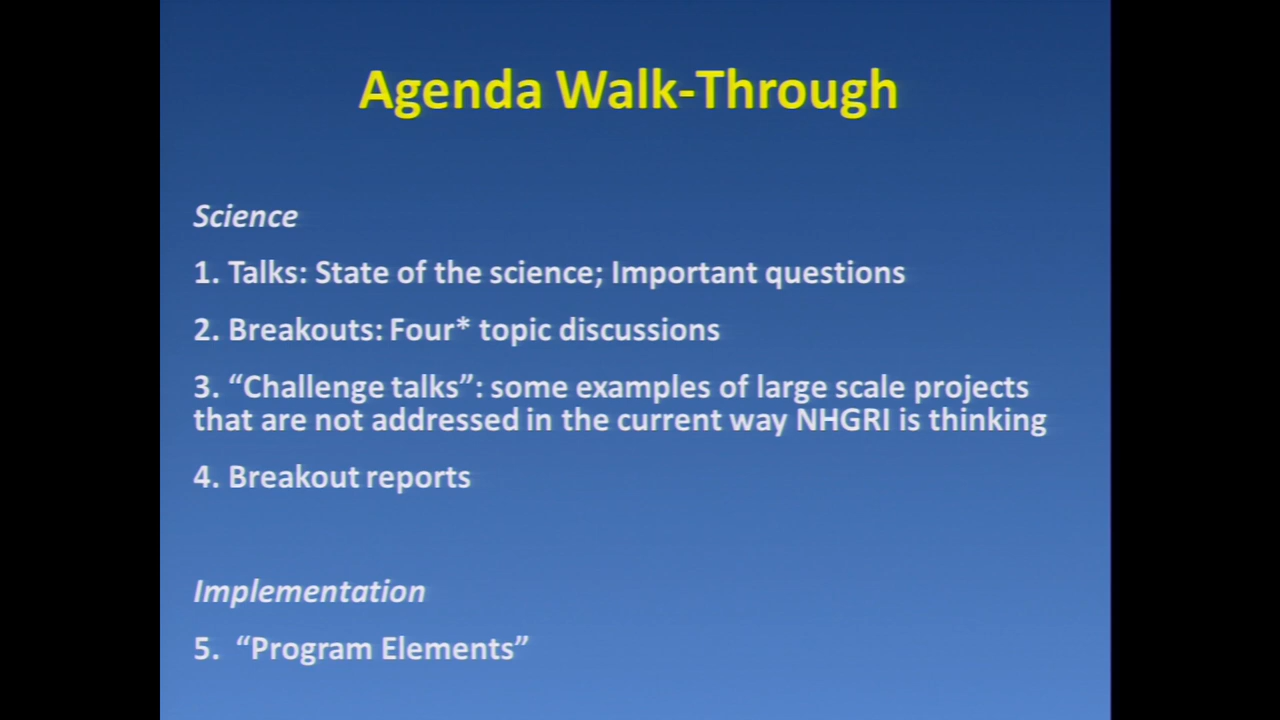 Agenda Walk-Through
Science
1. Talks: State of the science; Important questions
2. Breakouts: Four* topic discussions
3. “Challenge talks”: some examples of large scale projects
that are not addressed in the current way NHGRI is thinking
4. Breakout reports
Implementation
5. “Program Elements”